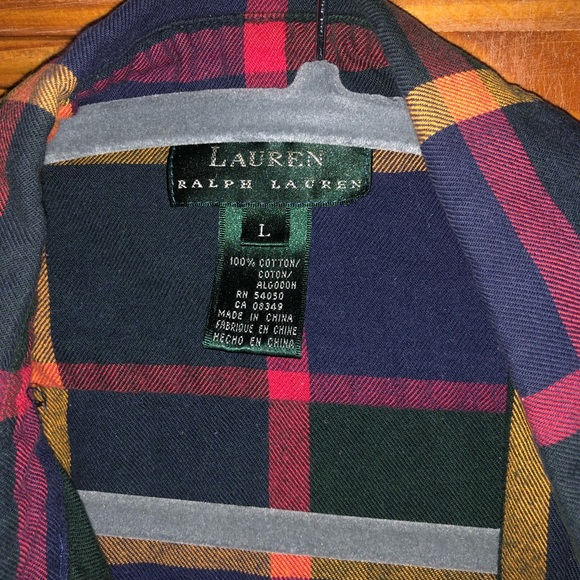 LAUREN
RALPH LAUREN
L
100% COTTON/
COTON/
ALGODON
RN 54050
CA 08349
MADE IN CHINA
FABRIQUE EN CHINE
HECHO EN CHINA